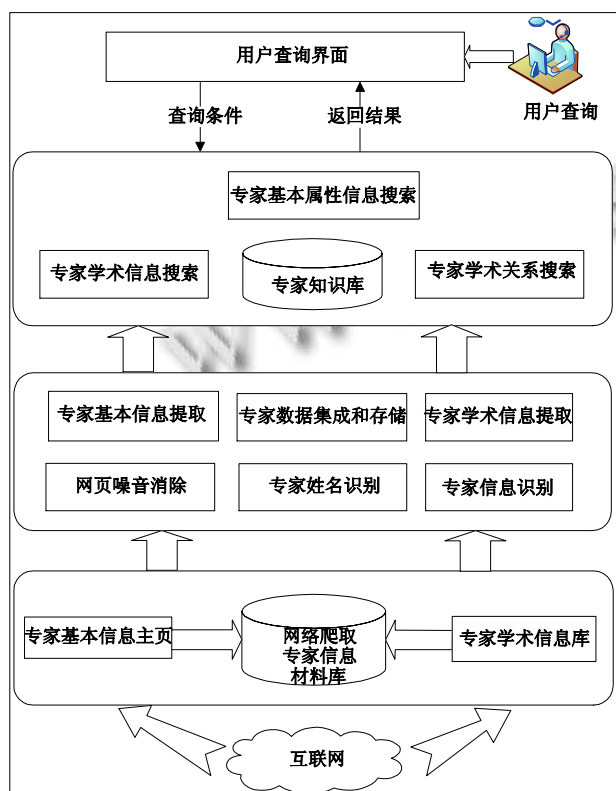 用户查询界面
用户查询
查询条件
返回结果
专家基本属性信息搜索
专家学术信息搜索
专家知识库
专家学术关系搜索
专家基本信息提取
专家数据集成和存储
专家学术信息提取
网页噪音消除
专家姓名识别
专家信息识别
专家基本信息主页
网络爬取
专家信息
材料库
专家学术信息库
互联网